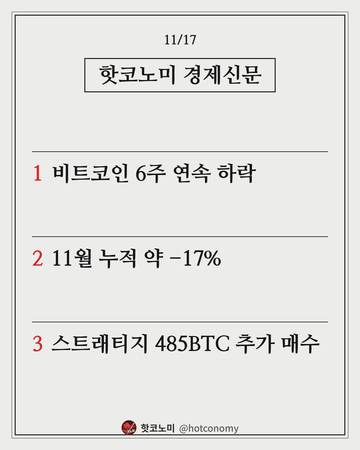 11/17
핫코노미 경제신문
1 비트코인 6주 연속 하락
2 11월 누적 약 -17%
3 스트래티지 485BTC 추가 매수
핫코노미 @hotconomy